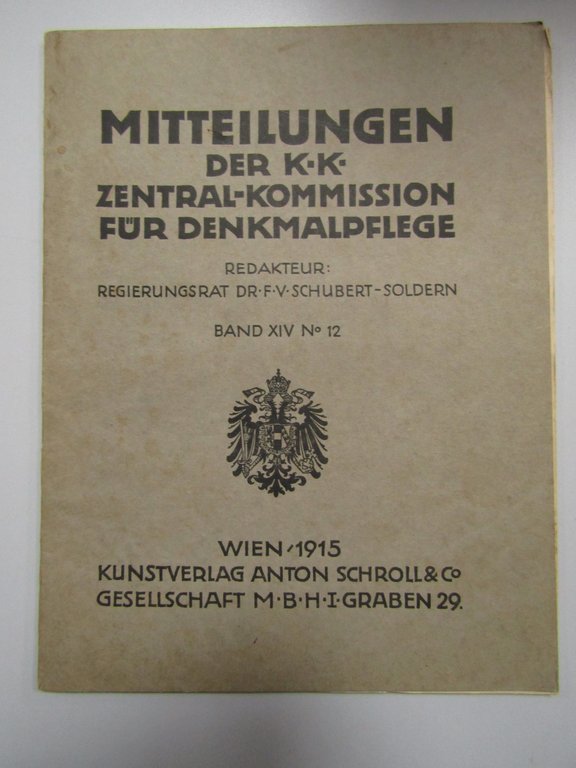 MITTEILUNGEN
DER K·K·
ZENTRAL-KOMMISSION
FÜR DENKMALPFLEGE
REDAKTEUR:
REGIERUNGSRAT DR·F·V·SCHUBERT-SOLDERN
BAND XIV No 12
WIEN/1915
KUNSTVERLAG ANTON SCHROLL & Co
GESELLSCHAFT M·B·H·I·GRABEN 29.